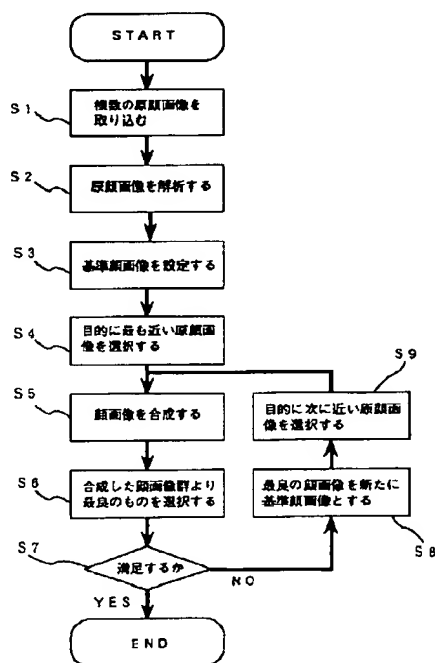 START
S1
複数の原顔画像を
取り込む
S2
原顔画像を解析する
S3
基準顔画像を設定する
S4
目的に最も近い原顔画
像を選択する
S5
顔画像を合成する
S6
合成した顔画像群より
最良のものを選択する
S7
満足するか
NO
YES
END
S9
目的に次に近い原顔画
像を選択する
最良の顔画像を新たに
基準顔画像とする
S8